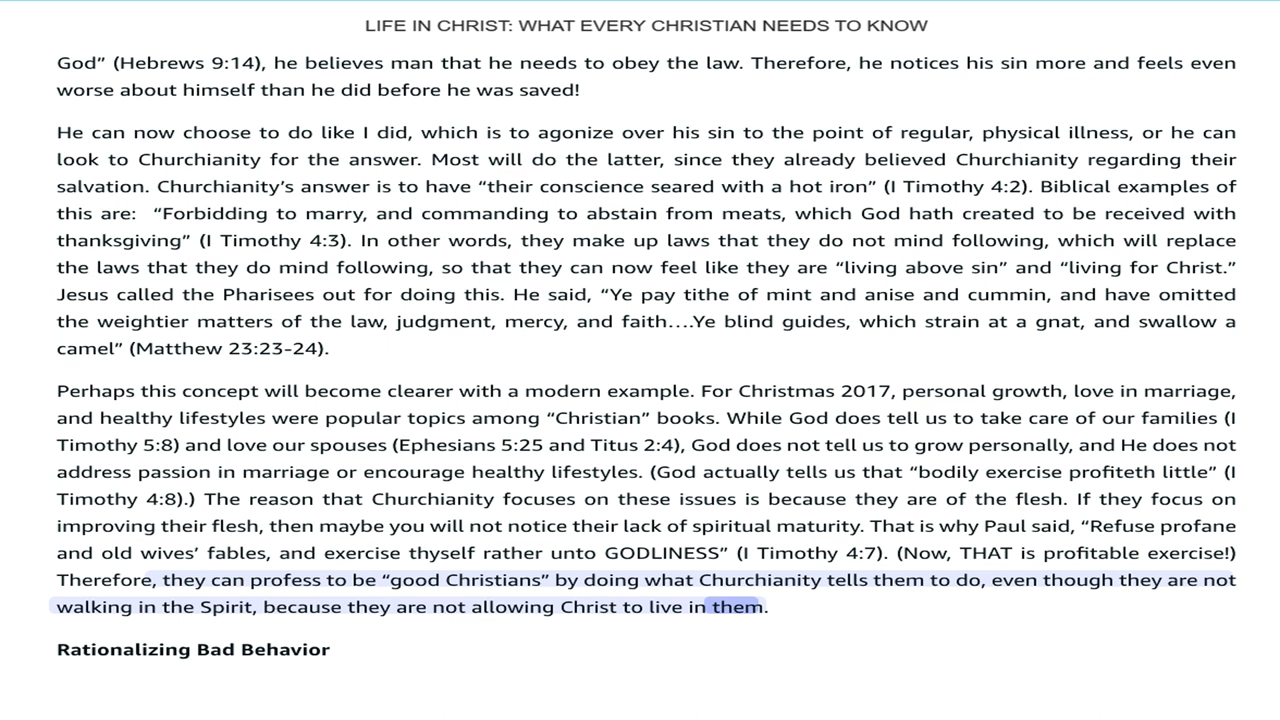 LIFE IN CHRIST: WHAT EVERY CHRISTIAN NEEDS TO KNOW
God” (Hebrews 9:14), he believes man that he needs to obey the law. Therefore, he notices his sin more and feels even
worse about himself than he did before he was saved!
He can now choose to do like I did, which is to agonize over his sin to the point of regular, physical illness, or he can
look to Churchianity for the answer. Most will do the latter, since they already believed Churchianity regarding their
salvation. Churchianity’s answer is to have “their conscience seared with a hot iron” (I Timothy 4:2). Biblical examples of
this are:  “Forbidding to marry, and commanding to abstain from meats, which God hath created to be received with
thanksgiving” (I Timothy 4:3). In other words, they make up laws that they do not mind following, which will replace
the laws that they do mind following, so that they can now feel like they are “living above sin” and “living for Christ.”
Jesus called the Pharisees out for doing this. He said, “Ye pay tithe of mint and anise and cummin, and have omitted
the weightier matters of the law, judgment, mercy, and faith….Ye blind guides, which strain at a gnat, and swallow a
camel” (Matthew 23:23-24).
Perhaps this concept will become clearer with a modern example. For Christmas 2017, personal growth, love in marriage,
and healthy lifestyles were popular topics among “Christian” books. While God does tell us to take care of our families (I
Timothy 5:8) and love our spouses (Ephesians 5:25 and Titus 2:4), God does not tell us to grow personally, and He does not
address passion in marriage or encourage healthy lifestyles. (God actually tells us that “bodily exercise profiteth little” (I
Timothy 4:8).) The reason that Churchianity focuses on these issues is because they are of the flesh. If they focus on
improving their flesh, then maybe you will not notice their lack of spiritual maturity. That is why Paul said, “Refuse profane
and old wives’ fables, and exercise thyself rather unto GODLINESS” (I Timothy 4:7). (Now, THAT is profitable exercise!)
Therefore, they can profess to be “good Christians” by doing what Churchianity tells them to do, even though they are not
walking in the Spirit, because they are not allowing Christ to live in them.
Rationalizing Bad Behavior